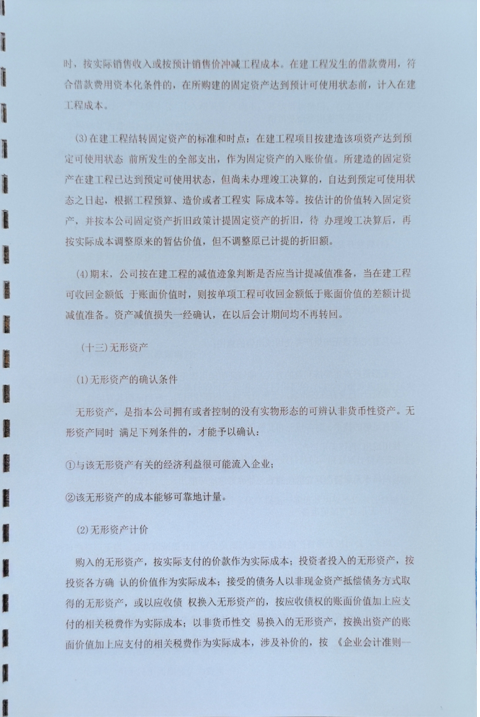 时，按实际销售收入或按预计销售价冲减工程成本。在建工程发生的借款费用，符
合借款费用资本化条件的，在所购建的固定资产达到预计可使用状态前，计入在建
工程成本。
(3)在建工程结转固定资产的标准和时点：在建工程项目按建造该项资产达到预
定可使用状态 前所发生的全部支出，作为固定资产的入账价值。所建造的固定资
产在建工程已达到预定可使用状态，但尚未办理竣工决算的，自达到预定可使用状
态之日起，根据工程预算、造价或者工程实 际成本等。按估计的价值转入固定资
产，并按本公司固定资产折旧政策计提固定资产的折旧，待 办理竣工决算后，再
按实际成本调整原来的暂估价值，但不调整原已计提的折旧额。
(4)期末，公司按在建工程的减值迹象判断是否应当计提减值准备，当在建工程
可收回金额低 于账面价值时，则按单项工程可收回金额低于账面价值的差额计提
减值准备。资产减值损失一经确认，在以后会计期间均不再转回。
(十三)无形资产
(1)无形资产的确认条件
无形资产，是指本公司拥有或者控制的没有实物形态的可辨认非货币性资产。无
形资产同时 满足下列条件的，才能予以确认：
①与该无形资产有关的经济利益很可能流入企业；
②该无形资产的成本能够可靠地计量。
(2)无形资产计价
购入的无形资产，按实际支付的价款作为实际成本；投资者投入的无形资产，按
投资各方确 认的价值作为实际成本；接受的债务人以非现金资产抵偿债务方式取
得的无形资产，或以应收债 权换入无形资产的，按应收债权的账面价值加上应支
付的相关税费作为实际成本；以非货币性交 易换入的无形资产，按换出资产的账
面价值加上应支付的相关税费作为实际成本，涉及补价的，按 《企业会计准则—